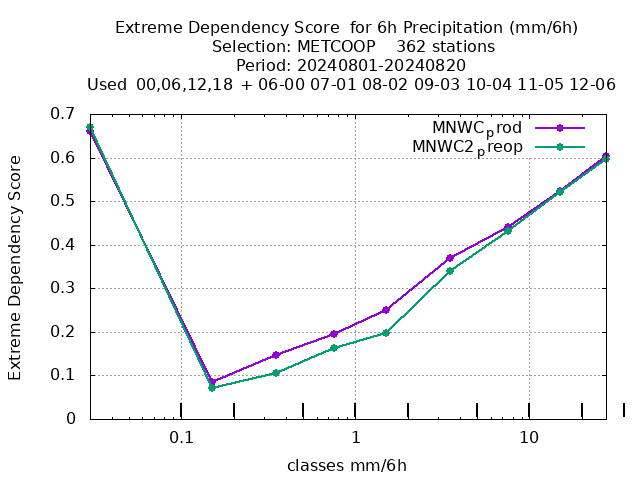 Extreme Dependency Score  for 6h Precipitation (mm/6h)
Selection: METCOOP    362 stations
Period: 20240801-20240820
Used  00,06,12,18 + 06-00 07-01 08-02 09-03 10-04 11-05 12-06
MNWCprod
MNWC2preop
0.7
0.6
0.5
0.4
0.3
0.2
0.1
0
Extreme Dependency Score
0.1 1 10
classes mm/6h